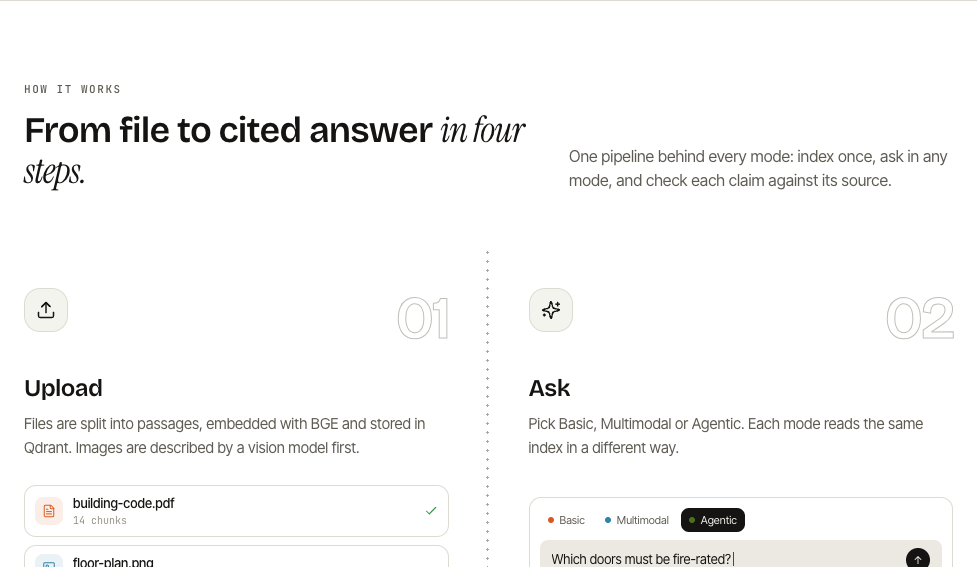 HOW IT WORKS
From file to cited answer in four
steps.
One pipeline behind every mode: index once, ask in any
mode, and check each claim against its source.
01
Upload
Files are split into passages, embedded with BGE and stored in
Qdrant. Images are described by a vision model first.
building-code.pdf
14 chunks
floor-plan.png
02
Ask
Pick Basic, Multimodal or Agentic. Each mode reads the same
index in a different way.
Basic Multimodal Agentic
Which doors must be fire-rated?